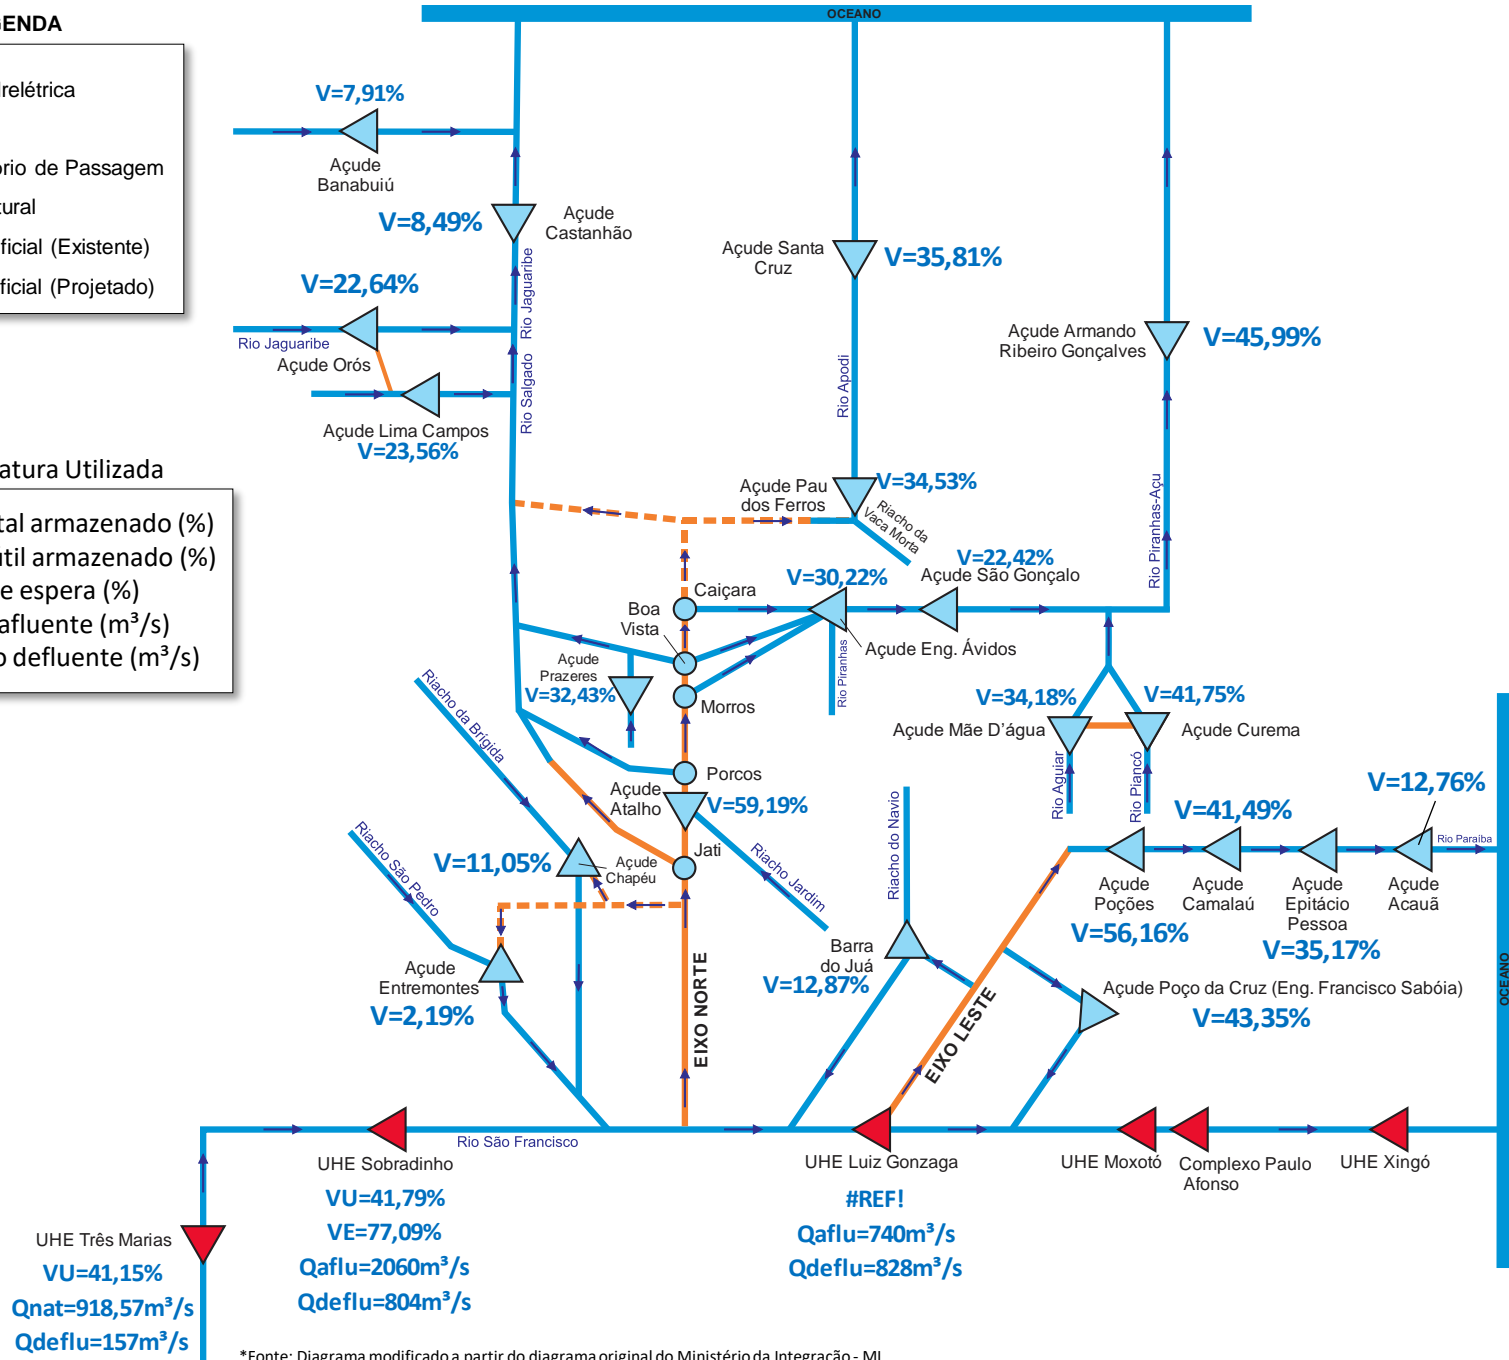 OCEANO
GENDA
drelétrica
ório de Passagem
tural
ificial (Existente)
ificial (Projetado)
V=7,91%
Açude
Banabuiú
V=8,49%
Açude
Castanhão
Rio Jaguaribe
V=22,64%
Rio Jaguaribe
Açude Orós
Rio Salgado
Açude Lima Campos
V=23,56%
Açude Santa
Cruz
V=35,81%
Rio Apodi
Açude Armando
Ribeiro Gonçalves
V=45,99%
Rio Piranhas-Açu
atura Utilizada
tal armazenado (%)
útil armazenado (%)
e espera (%)
afluente (m³/s)
o defluente (m³/s)
Açude Pau
dos Ferros
V=34,53%
Riacho da
Vaca Morta
V=22,42%
Açude São Gonçalo
V=30,22%
Caiçara
Boa
Vista
Açude Eng. Ávidos
Rio Piranhas
Açude
Prazeres
V=32,43%
Morros
Riacho da Brigida
V=34,18%
V=41,75%
Açude Mãe D'água
Açude Curema
Rio Aguiar
Rio Piancó
Porcos
Açude
Atalho
V=59,19%
Jati
Riacho Jardim
Riacho São Pedro
V=11,05%
Açude
Chapéu
Riacho do Navio
V=12,76%
V=41,49%
Rio Paraiba
Açude
Poções
V=56,16%
Açude
Camalaú
Açude
Epitácio
Pessoa
V=35,17%
Açude
Acauã
Açude
Entremontes
V=2,19%
EIXO NORTE
Barra
do Juá
V=12,87%
EIXO LESTE
Açude Poço da Cruz (Eng. Francisco Sabóia)
V=43,35%
OCEANO
Rio São Francisco
UHE Sobradinho
VU=41,79%
VE=77,09%
Qaflu=2060m³/s
Qdeflu=804m³/s
UHE Luiz Gonzaga
#REF!
Qaflu=740m³/s
Qdeflu=828m³/s
UHE Moxotó
Complexo Paulo
Afonso
UHE Xingó
UHE Três Marias
VU=41,15%
Qnat=918,57m³/s
Qdeflu=157m³/s
*Fonte: Diagrama modificado a partir do diagrama original do Ministério da Integração - MI